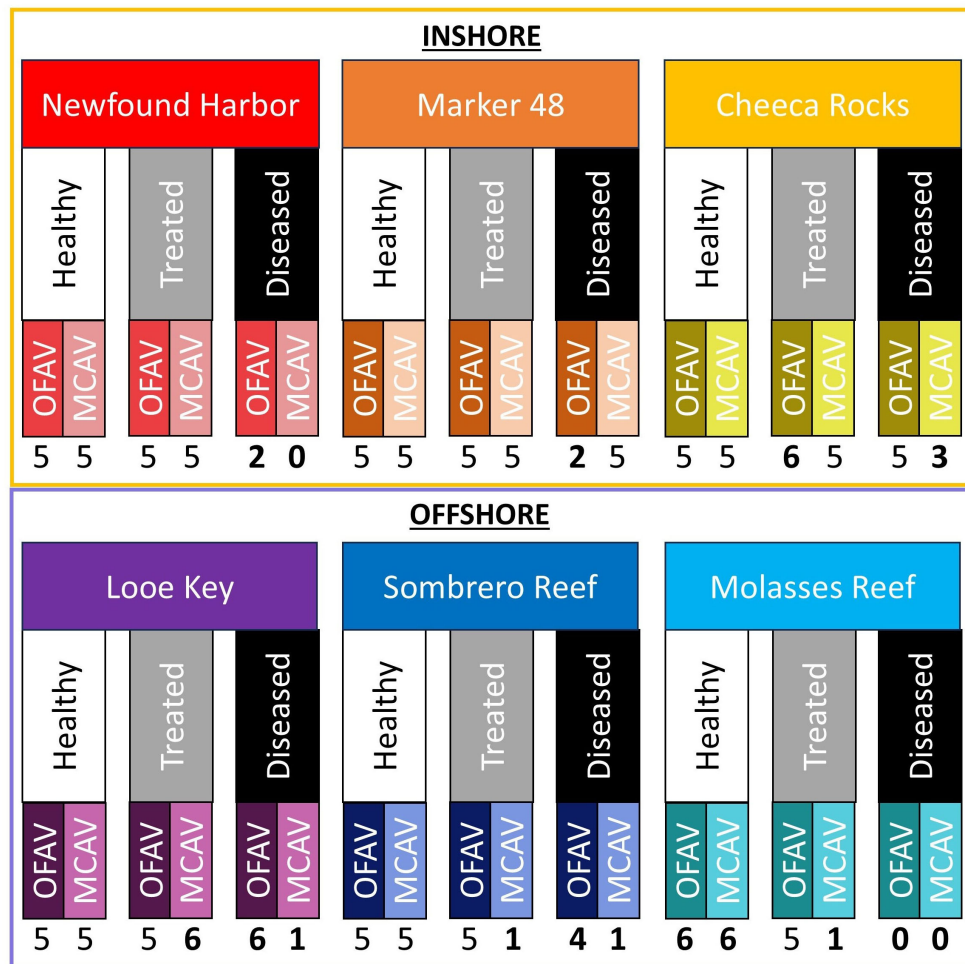 INSHORE
Newfound Harbor Marker 48 Cheeca Rocks
Healthy Treated Diseased Healthy Treated Diseased Healthy Treated Diseased
OFAV MCAV OFAV MCAV OFAV MCAV OFAV MCAV OFAV MCAV OFAV MCAV OFAV MCAV OFAV MCAV OFAV MCAV
5 5 5 5 2 0 5 5 5 5 2 5 5 5 6 5 5 3
OFFSHORE
Looe Key Sombrero Reef Molasses Reef
Healthy Treated Diseased Healthy Treated Diseased Healthy Treated Diseased
OFAV MCAV OFAV MCAV OFAV MCAV OFAV MCAV OFAV MCAV OFAV MCAV OFAV MCAV OFAV MCAV OFAV MCAV
5 5 5 6 6 1 5 5 5 1 4 1 6 6 5 1 0 0